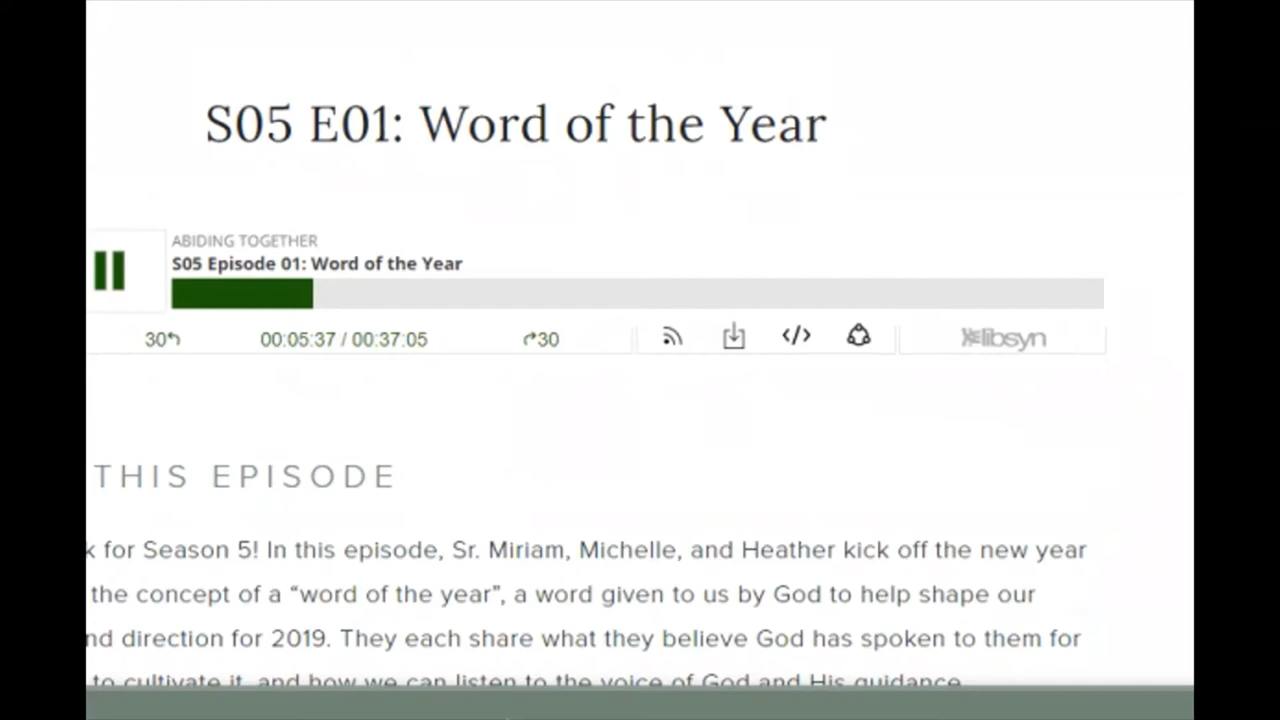 S05 E01: Word of the Year
ABIDING TOGETHER
S05 Episode 01: Word of the Year
30 00:05:37 / 00:37:05 30 </> libsyn
THIS EPISODE
k for Season 5! In this episode, Sr. Miriam, Michelle, and Heather kick off the new year
the concept of a “word of the year”, a word given to us by God to help shape our
nd direction for 2019. They each share what they believe God has spoken to them for
to cultivate it, and how we can listen to the voice of God and His guidance